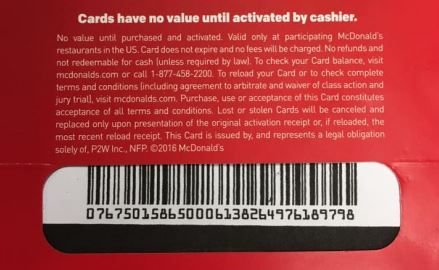 Cards have no value until activated by cashier.
No value until purchased and activated. Valid only at participating McDonald's
restaurants in the US. Card does not expire and no fees will be charged. No refunds and
not redeemable for cash (unless required by law). To check your Card balance, visit
mcdonalds.com or call 1-877-458-2200. To reload your Card or to check complete
terms and conditions (including agreement to arbitrate and waiver of class action and
jury trial), visit mcdonalds.com. Purchase, use or acceptance of this Card constitutes
acceptance of all terms and conditions. Lost or stolen Cards will be canceled and
replaced only upon presentation of the original activation receipt or, if reloaded, the
most recent reload receipt. This Card is issued by, and represents a legal obligation
solely of, P2W Inc., NFP. ©2016 McDonald's
076750158650006138264976189798